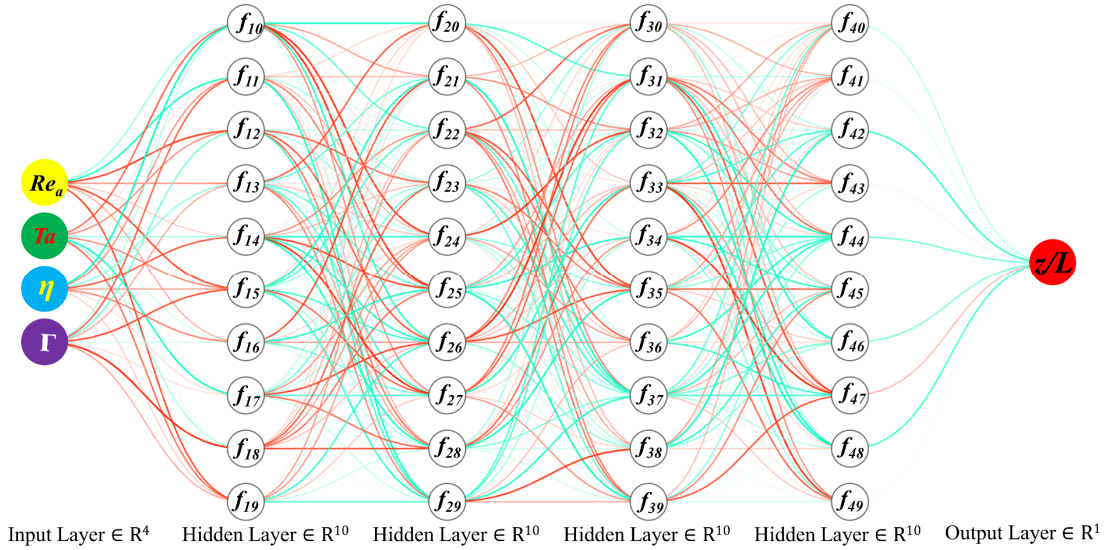 f10 f20 f30 f40
f11 f21 f31 f41
f12 f22 f32 f42
Rea f13 f23 f33 f43
Ta f14 f24 f34 f44
z/L
η f15 f25 f35 f45
Γ f16 f26 f36 f46
f17 f27 f37 f47
f18 f28 f38 f48
f19 f29 f39 f49
Input Layer ∈ R⁴ Hidden Layer ∈ R¹⁰ Hidden Layer ∈ R¹⁰ Hidden Layer ∈ R¹⁰ Hidden Layer ∈ R¹⁰ Output Layer ∈ R¹